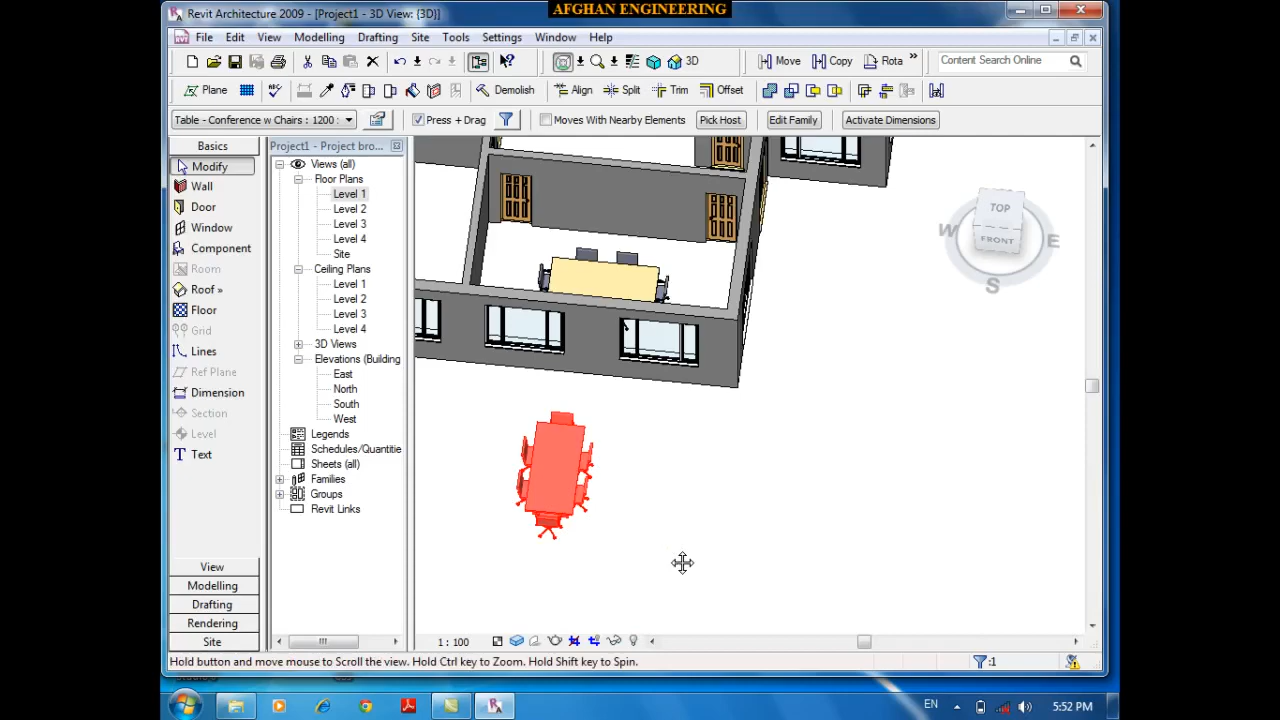 AFGHAN ENGINEERING
Revit Architecture 2009 - [Project1 - 3D View: {3D}]
File Edit View Modelling Drafting Site Tools Settings Window Help
3D Move Copy Rota » Content Search Online
Plane Demolish Align Split Trim Offset
Table - Conference w Chairs : 1200 : Press + Drag Moves With Nearby Elements Pick Host Edit Family Activate Dimensions
Basics
Modify
Wall
Door
Window
Component
Room
Roof »
Floor
Grid
Lines
Ref Plane
Dimension
Section
Level
Text
View
Modelling
Drafting
Rendering
Site
Project1 - Project bro...
Views (all)
Floor Plans
Level 1
Level 2
Level 3
Level 4
Site
Ceiling Plans
Level 1
Level 2
Level 3
Level 4
3D Views
Elevations (Building
East
North
South
West
Legends
Schedules/Quantitie
Sheets (all)
Families
Groups
Revit Links
TOP
FRONT
W
E
S
1 : 100
Hold button and move mouse to Scroll the view. Hold Ctrl key to Zoom. Hold Shift key to Spin.
:1
EN
5:52 PM